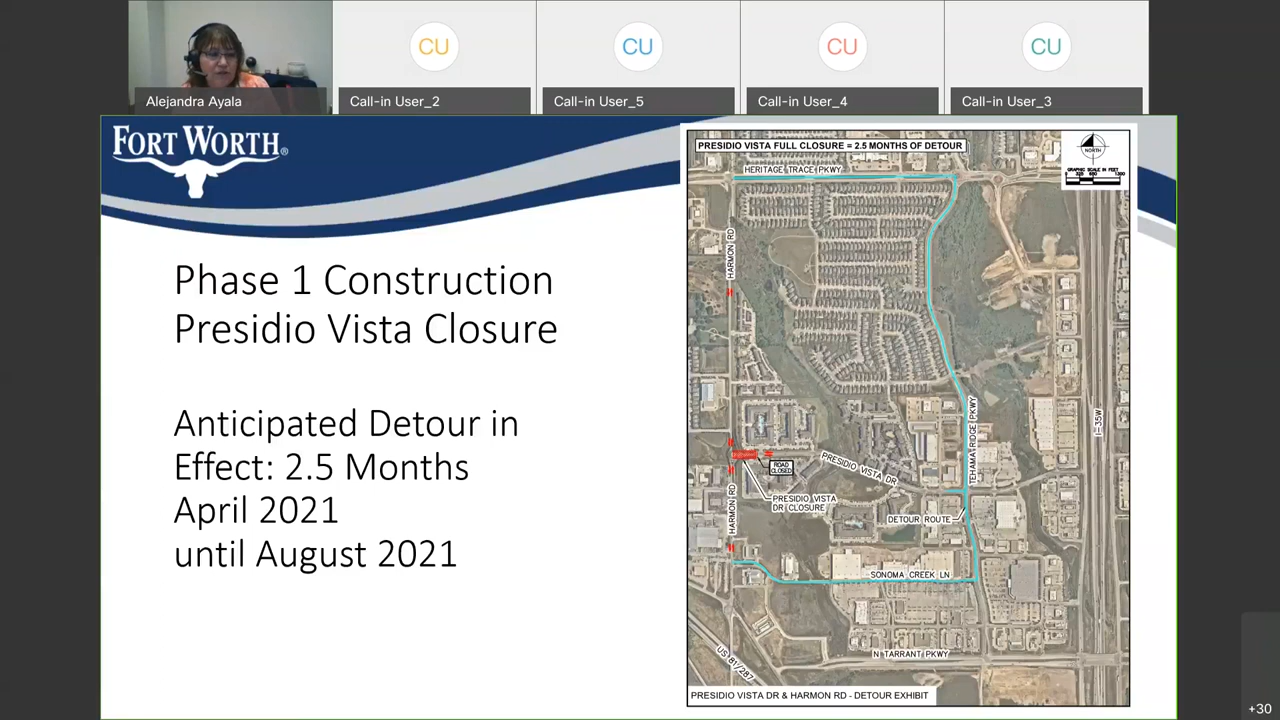 CU
CU
CU
CU
Alejandra Ayala
Call-in User_2
Call-in User_5
Call-in User_4
Call-in User_3
FORT WORTH®
Phase 1 Construction
Presidio Vista Closure
Anticipated Detour in
Effect: 2.5 Months
April 2021
until August 2021
PRESIDIO VISTA FULL CLOSURE = 2.5 MONTHS OF DETOUR
NORTH
GRAPHIC SCALE IN FEET
HERITAGE TRACE PKWY
HARMON RD
TEHAMA RIDGE PKWY
I-35W
ROAD
CLOSED
PRESIDIO VISTA DR
PRESIDIO VISTA
DR CLOSURE
HARMON RD
DETOUR ROUTE
SONOMA CREEK LN
N TARRANT PKWY
US 81/287
PRESIDIO VISTA DR & HARMON RD - DETOUR EXHIBIT
+30